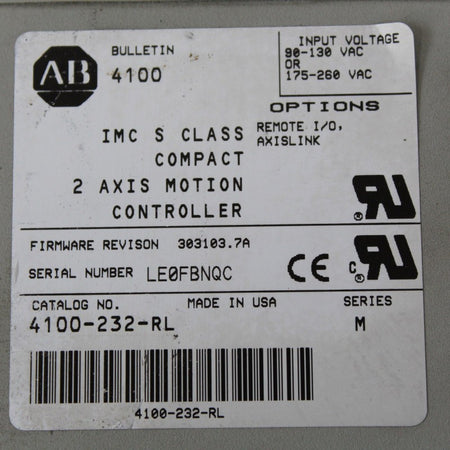 AB
BULLETIN
4100
INPUT VOLTAGE
90-130 VAC
OR
175-260 VAC
OPTIONS
REMOTE I/O,
AXISLINK
IMC S CLASS
COMPACT
2 AXIS MOTION
CONTROLLER
FIRMWARE REVISON 303103.7A
SERIAL NUMBER LE0FBNQC
CE
CATALOG NO. MADE IN USA SERIES
4100-232-RL M
4100-232-RL